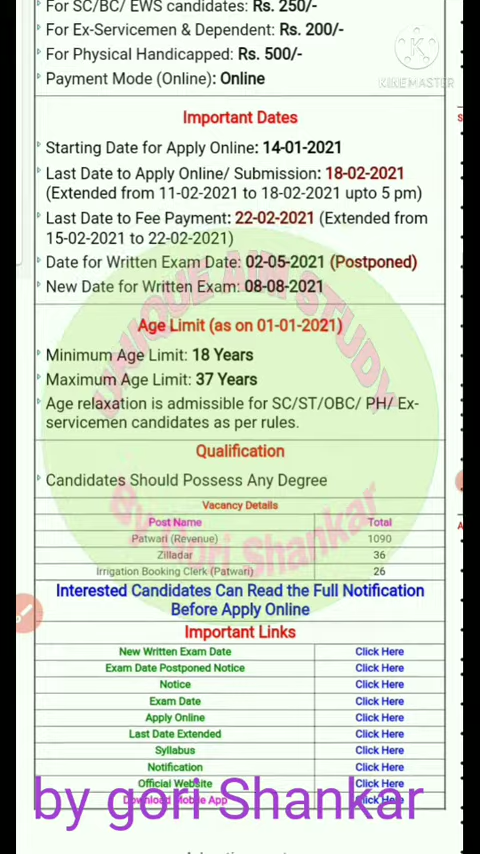 For SC/BC/ EWS candidates: Rs. 250/-
For Ex-Servicemen & Dependent: Rs. 200/-
For Physical Handicapped: Rs. 500/-
Payment Mode (Online): Online
KINEMASTER
Important Dates
Starting Date for Apply Online: 14-01-2021
Last Date to Apply Online/ Submission: 18-02-2021
(Extended from 11-02-2021 to 18-02-2021 upto 5 pm)
Last Date to Fee Payment: 22-02-2021 (Extended from
15-02-2021 to 22-02-2021)
Date for Written Exam Date: 02-05-2021 (Postponed)
New Date for Written Exam: 08-08-2021
UNIQUE AIM STUDY
Age Limit (as on 01-01-2021)
Minimum Age Limit: 18 Years
Maximum Age Limit: 37 Years
Age relaxation is admissible for SC/ST/OBC/ PH/ Ex-
servicemen candidates as per rules.
Qualification
Candidates Should Possess Any Degree
By Gori Shankar
Vacancy Details
Post Name Total
Patwari (Revenue) 1090
Zilladar 36
Irrigation Booking Clerk (Patwari) 26
Interested Candidates Can Read the Full Notification
Before Apply Online
Important Links
New Written Exam Date Click Here
Exam Date Postponed Notice Click Here
Notice Click Here
Exam Date Click Here
Apply Online Click Here
Last Date Extended Click Here
Syllabus Click Here
Notification Click Here
Official Website Click Here
Download Mobile App Click Here
by gori Shankar